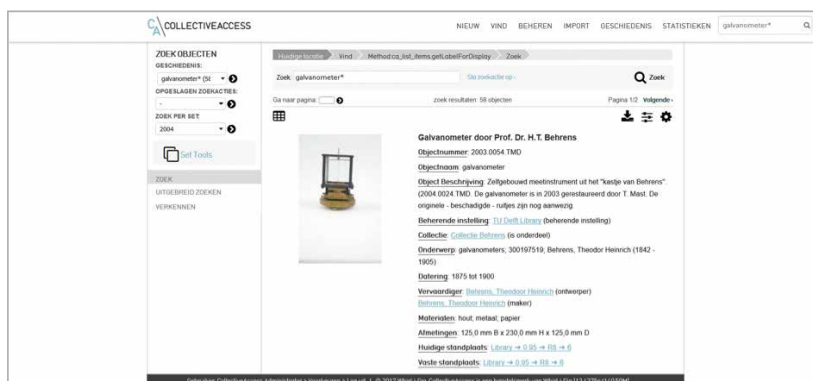 COLLECTIVEACCESS
NIEUW VIND BEHEREN IMPORT GESCHIEDENIS STATISTIEKEN galvanometer*
ZOEK OBJECTEN
GESCHIEDENIS:
galvanometer* (58
OPGESLAGEN ZOEKACTIES:
-
ZOEK PER SET:
2004
Set Tools
ZOEK
UITGEBREID ZOEKEN
VERKENNEN
Huidige locatie Vind Method:ca_list_items.getLabelForDisplay Zoek
Zoek: galvanometer* Sla zoekactie op › Zoek
Ga naar pagina: zoek resultaten: 58 objecten Pagina 1/2 Volgende ›
Galvanometer door Prof. Dr. H.T. Behrens
Objectnummer: 2003.0054.TMD
Objectnaam: galvanometer
Object Beschrijving: Zelfgebouwd meetinstrument uit het "kastje van Behrens".
(2004.0024.TMD. De galvanometer is in 2003 gerestaureerd door T. Mast. De
originele - beschadigde - ruitjes zijn nog aanwezig
Beherende instelling: TU Delft Library (beherende instelling)
Collectie: Collectie Behrens (is onderdeel)
Onderwerp: galvanometers; 300197519; Behrens, Theodor Heinrich (1842 -
1905)
Datering: 1875 tot 1900
Vervaardiger: Behrens, Theodoor Heinrich (ontwerper)
Behrens, Theodoor Heinrich (maker)
Materialen: hout; metaal; papier
Afmetingen: 125,0 mm B x 230,0 mm H x 125,0 mm D
Huidige standplaats: Library → 0.95 → R8 → 6
Vaste standplaats: Library → 0.95 → R8 → 6